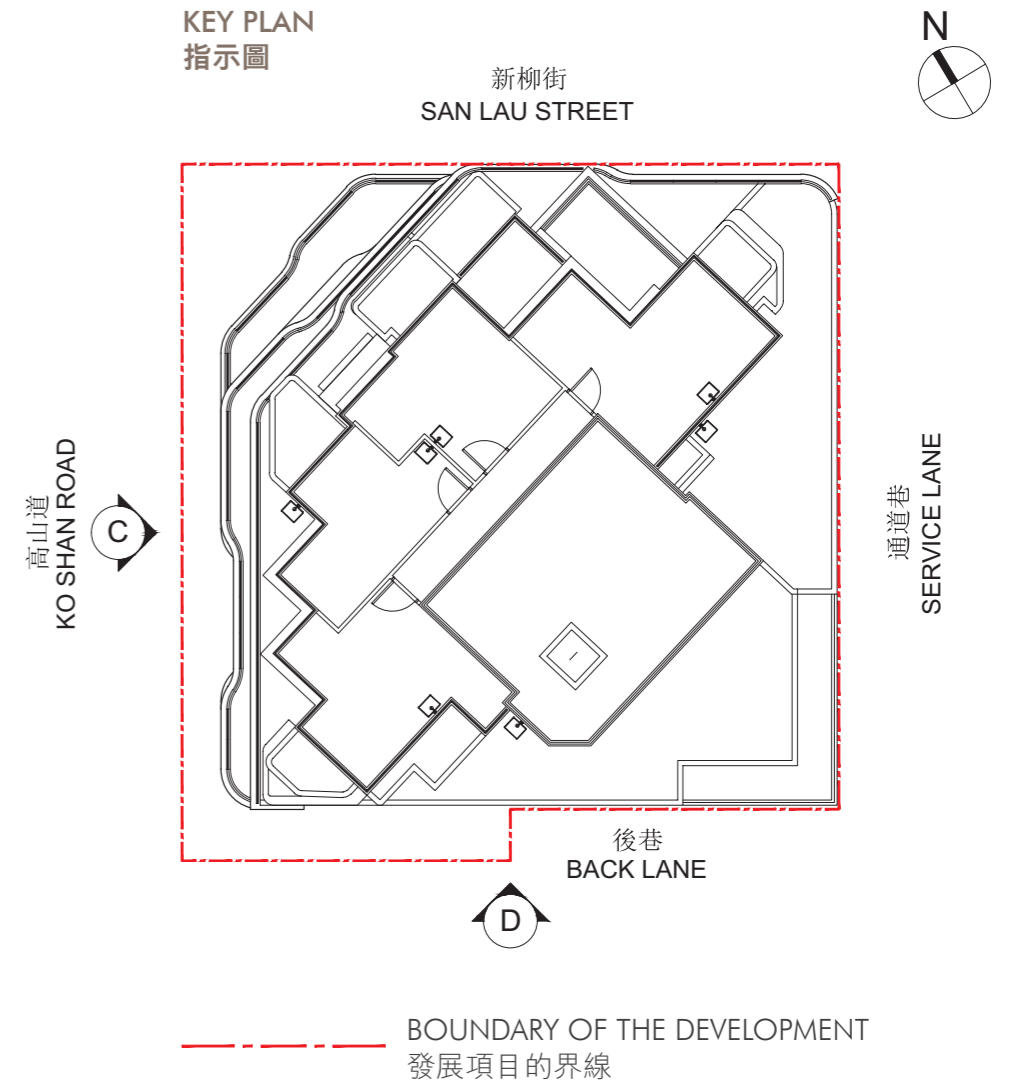 KEY PLAN
指示圖
N
新柳街
SAN LAU STREET
高山道
KO SHAN ROAD
C
通道巷
SERVICE LANE
後巷
BACK LANE
D
BOUNDARY OF THE DEVELOPMENT
發展項目的界線